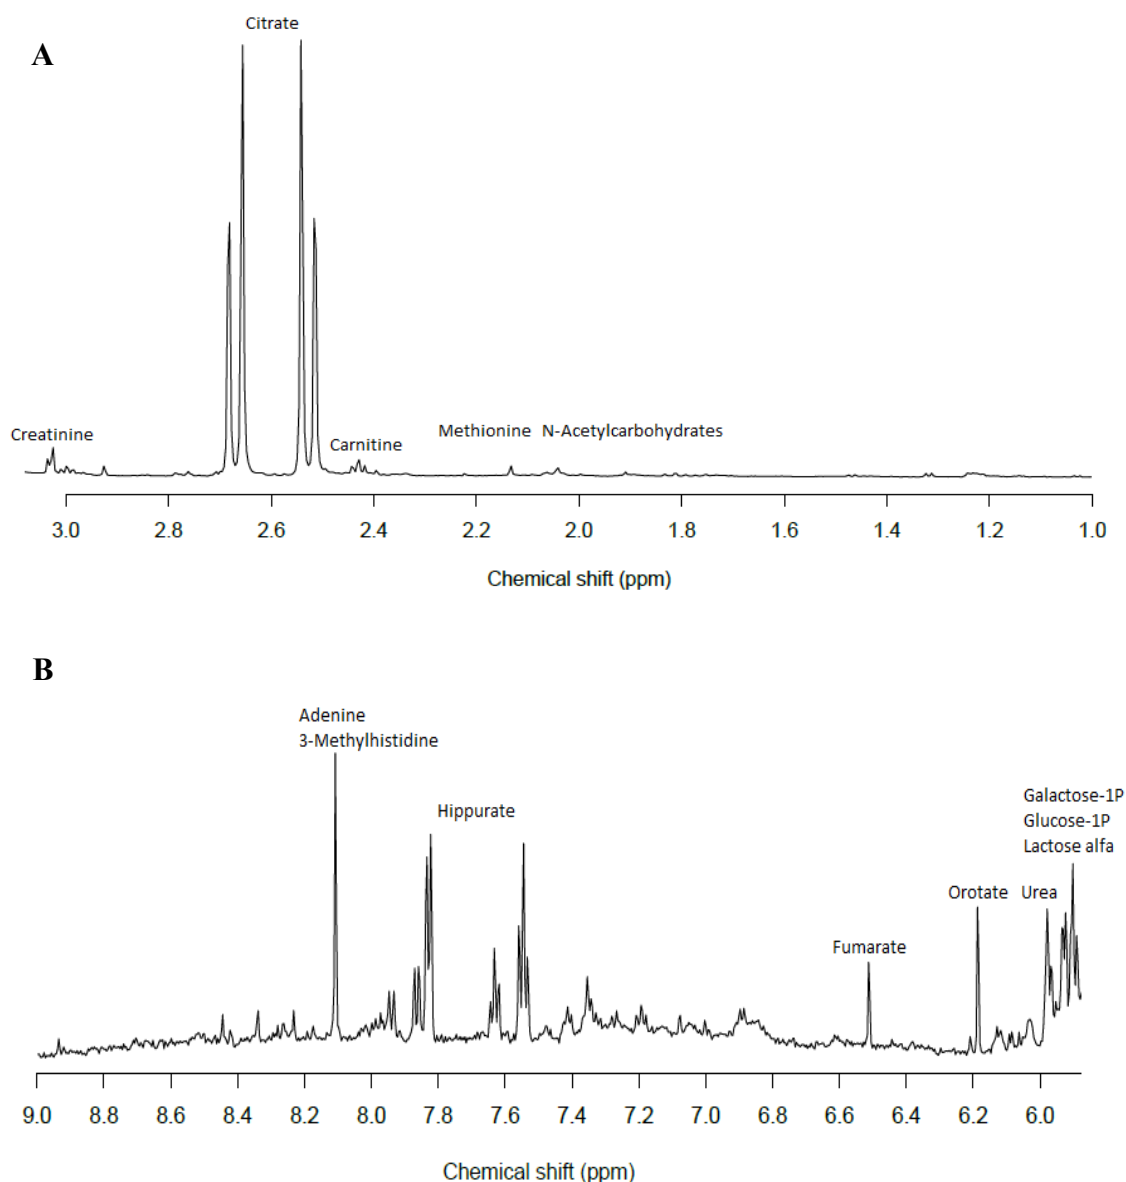 A
Citrate
Creatinine
Carnitine
Methionine N-Acetylcarbohydrates
3.0 2.8 2.6 2.4 2.2 2.0 1.8 1.6 1.4 1.2 1.0
Chemical shift (ppm)
B
Adenine
3-Methylhistidine
Hippurate
Galactose-1P
Glucose-1P
Lactose alfa
Orotate Urea
Fumarate
9.0 8.8 8.6 8.4 8.2 8.0 7.8 7.6 7.4 7.2 7.0 6.8 6.6 6.4 6.2 6.0
Chemical shift (ppm)